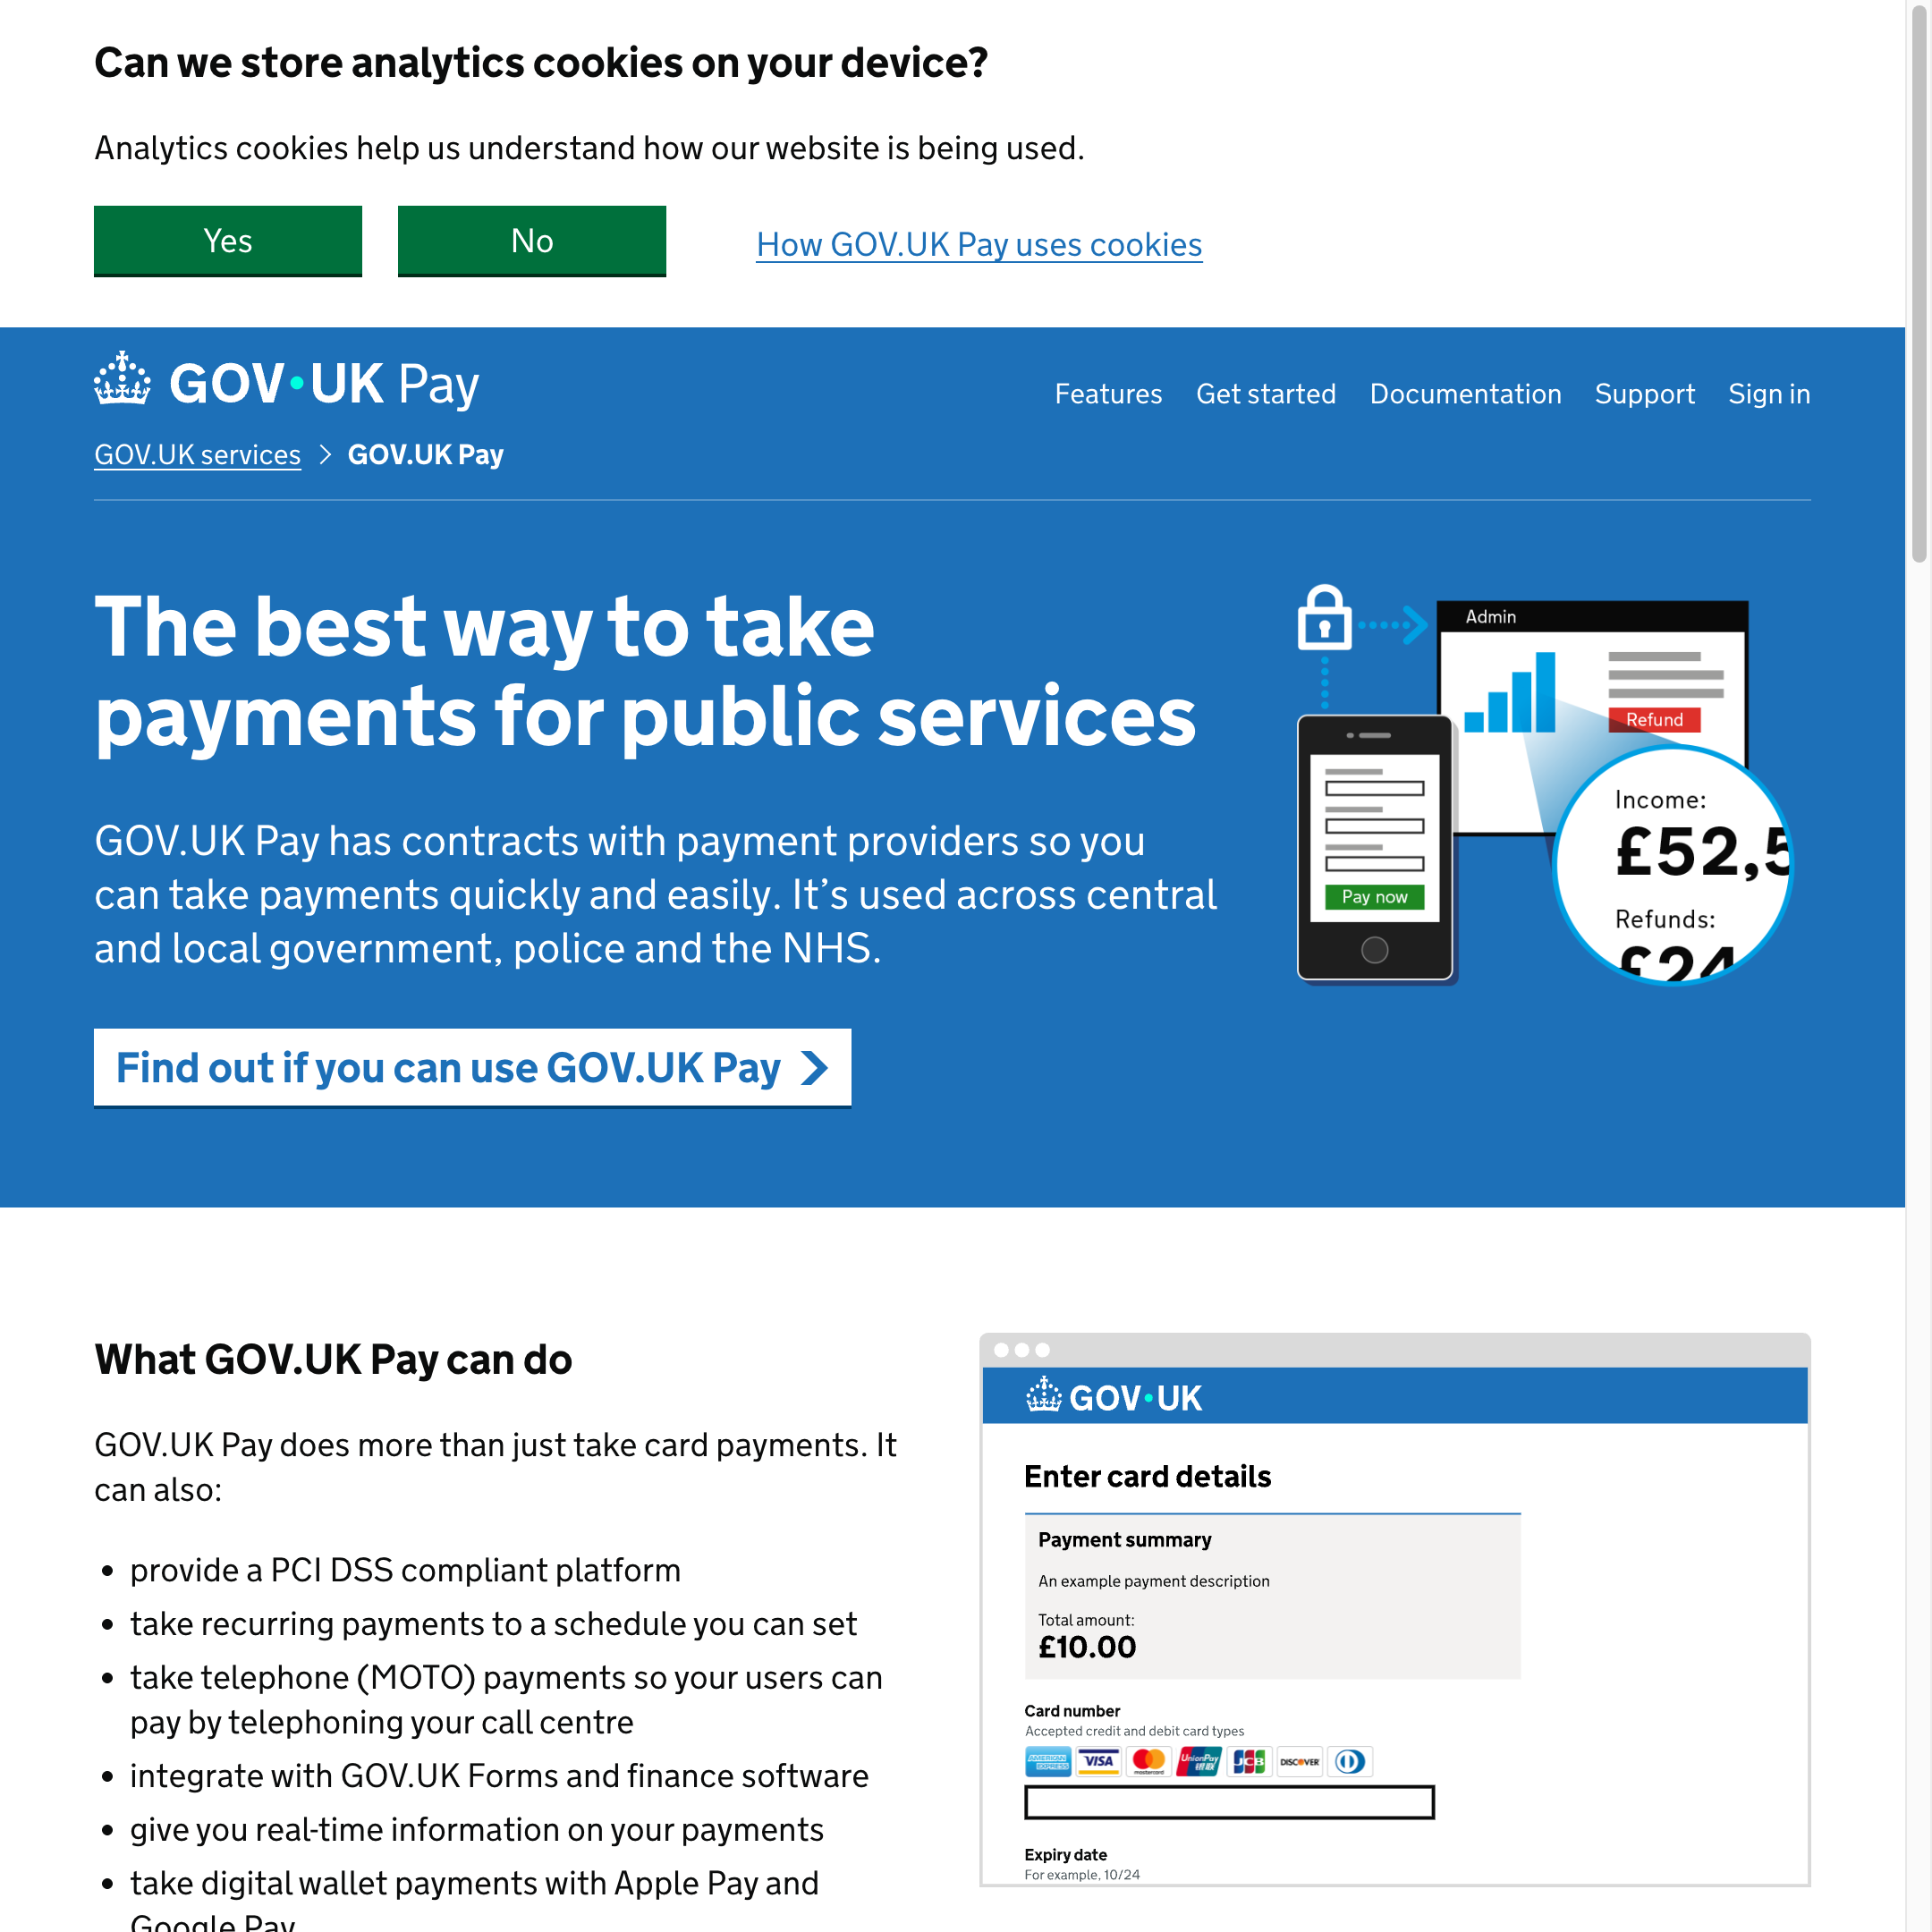 Can we store analytics cookies on your device?
Analytics cookies help us understand how our website is being used.
Yes
No
How GOV.UK Pay uses cookies
GOV·UK Pay
Features
Get started
Documentation
Support
Sign in
GOV.UK services
GOV.UK Pay
The best way to take
payments for public services
GOV.UK Pay has contracts with payment providers so you
can take payments quickly and easily. It’s used across central
and local government, police and the NHS.
Find out if you can use GOV.UK Pay
Admin
Refund
Pay now
Income:
£52,5
Refunds:
£24
What GOV.UK Pay can do
GOV.UK Pay does more than just take card payments. It
can also:
provide a PCI DSS compliant platform
take recurring payments to a schedule you can set
take telephone (MOTO) payments so your users can
pay by telephoning your call centre
integrate with GOV.UK Forms and finance software
give you real-time information on your payments
take digital wallet payments with Apple Pay and
Google Pay
GOV·UK
Enter card details
Payment summary
An example payment description
Total amount:
£10.00
Card number
Accepted credit and debit card types
AMERICAN EXPRESS
VISA
mastercard
UnionPay 银联
JCB
DISCOVER
Expiry date
For example, 10/24